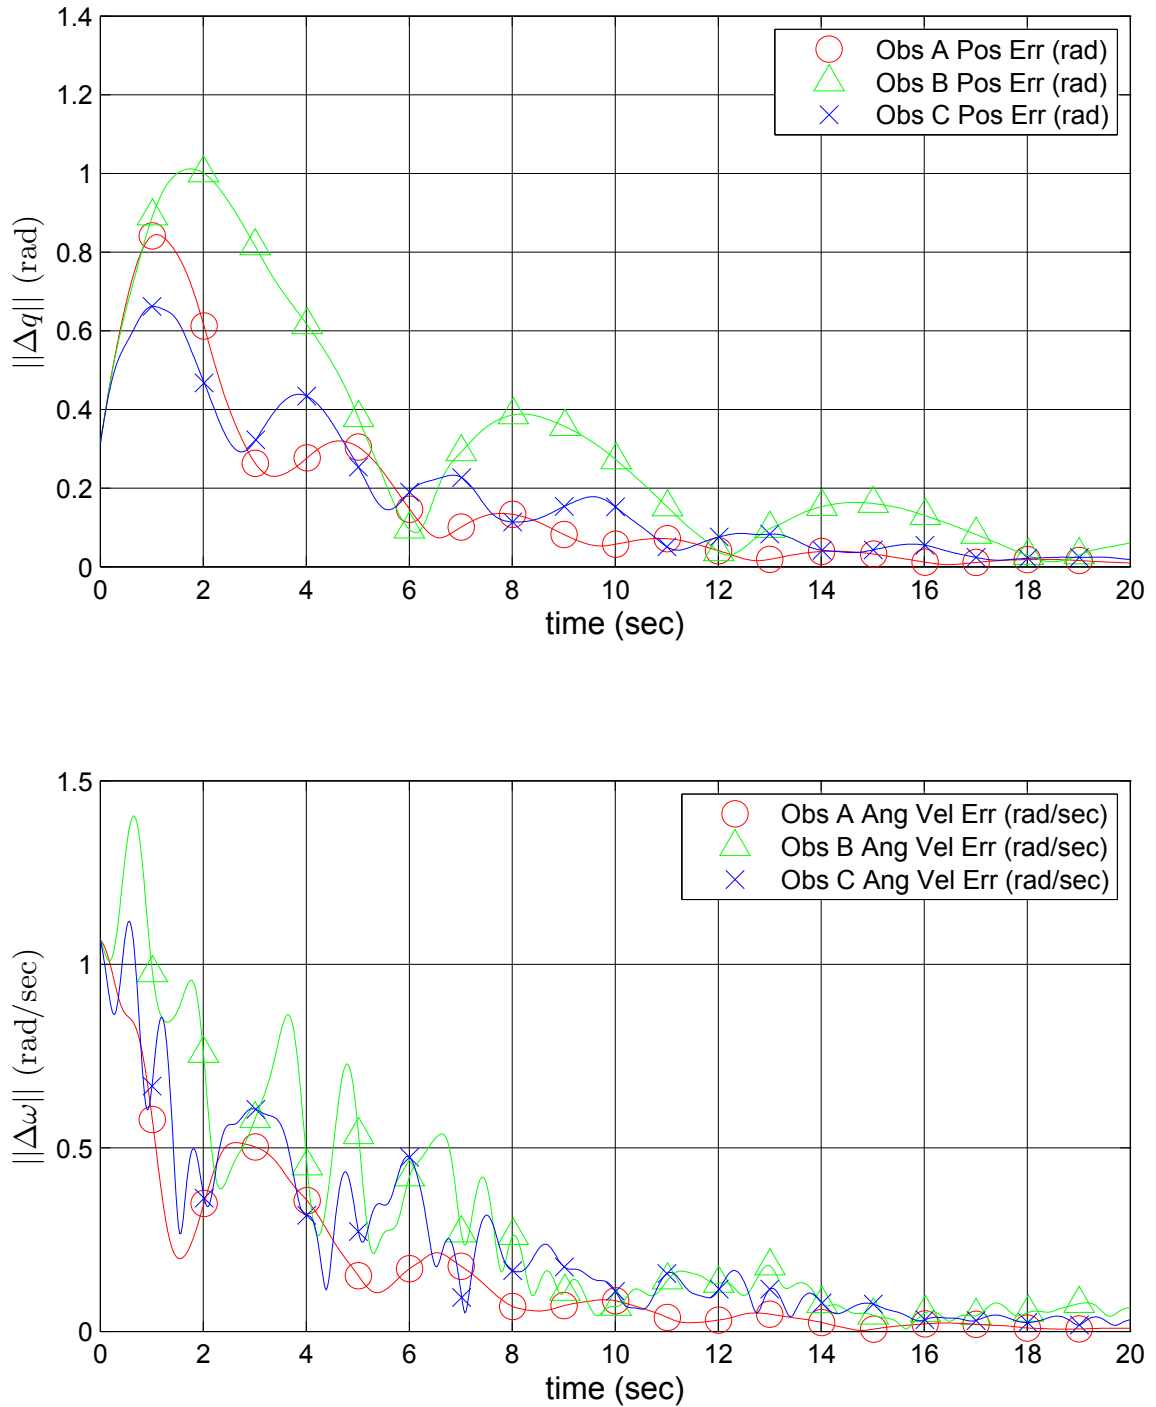 1.4
1.2
1
0.8
0.6
0.4
0.2
0
||Δq|| (rad)
Obs A Pos Err (rad)
Obs B Pos Err (rad)
Obs C Pos Err (rad)
0 2 4 6 8 10 12 14 16 18 20
time (sec)
1.5
1
0.5
0
||Δω|| (rad/sec)
Obs A Ang Vel Err (rad/sec)
Obs B Ang Vel Err (rad/sec)
Obs C Ang Vel Err (rad/sec)
0 2 4 6 8 10 12 14 16 18 20
time (sec)